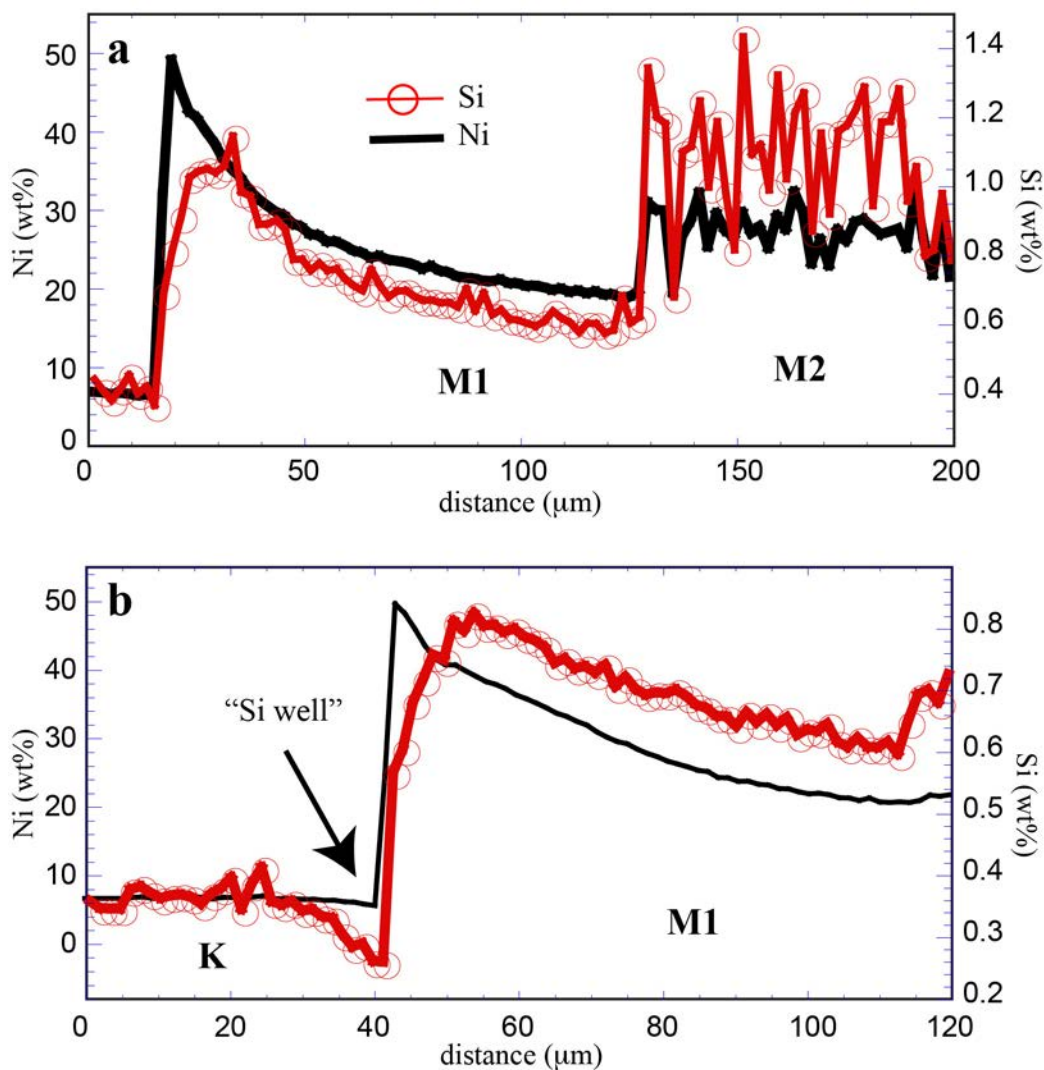 a
50
40
30
20
10
0
Ni (wt%)
Si
Ni
1.4
1.2
1.0
0.8
0.6
0.4
Si (wt%)
M1
M2
0 50 100 150 200
distance (μm)
b
50
40
30
20
10
0
Ni (wt%)
“Si well”
K
M1
0.8
0.7
0.6
0.5
0.4
0.3
0.2
Si (wt%)
0 20 40 60 80 100 120
distance (μm)